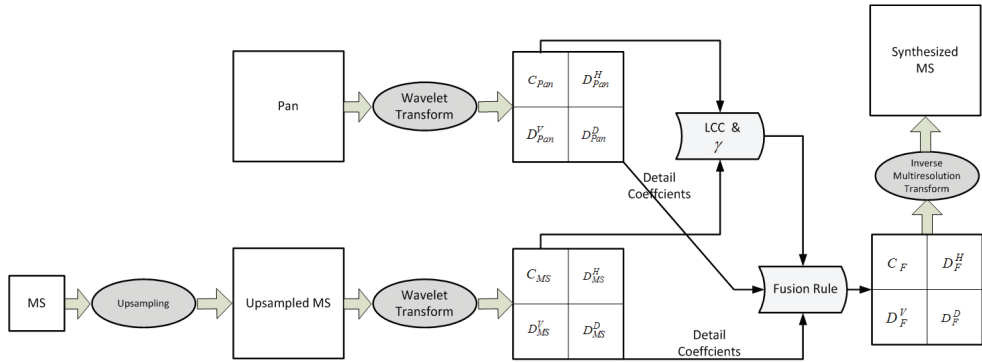 Synthesized
MS
Pan
Wavelet
Transform
C_Pan D^H_Pan
D^V_Pan D^D_Pan
LCC &
γ
Inverse
Multiresolution
Transform
Detail
Coeffcients
MS
Upsampling
Upsampled MS
Wavelet
Transform
C_MS D^H_MS
D^V_MS D^D_MS
Detail
Coeffcients
Fusion Rule
C_F D^H_F
D^V_F D^D_F